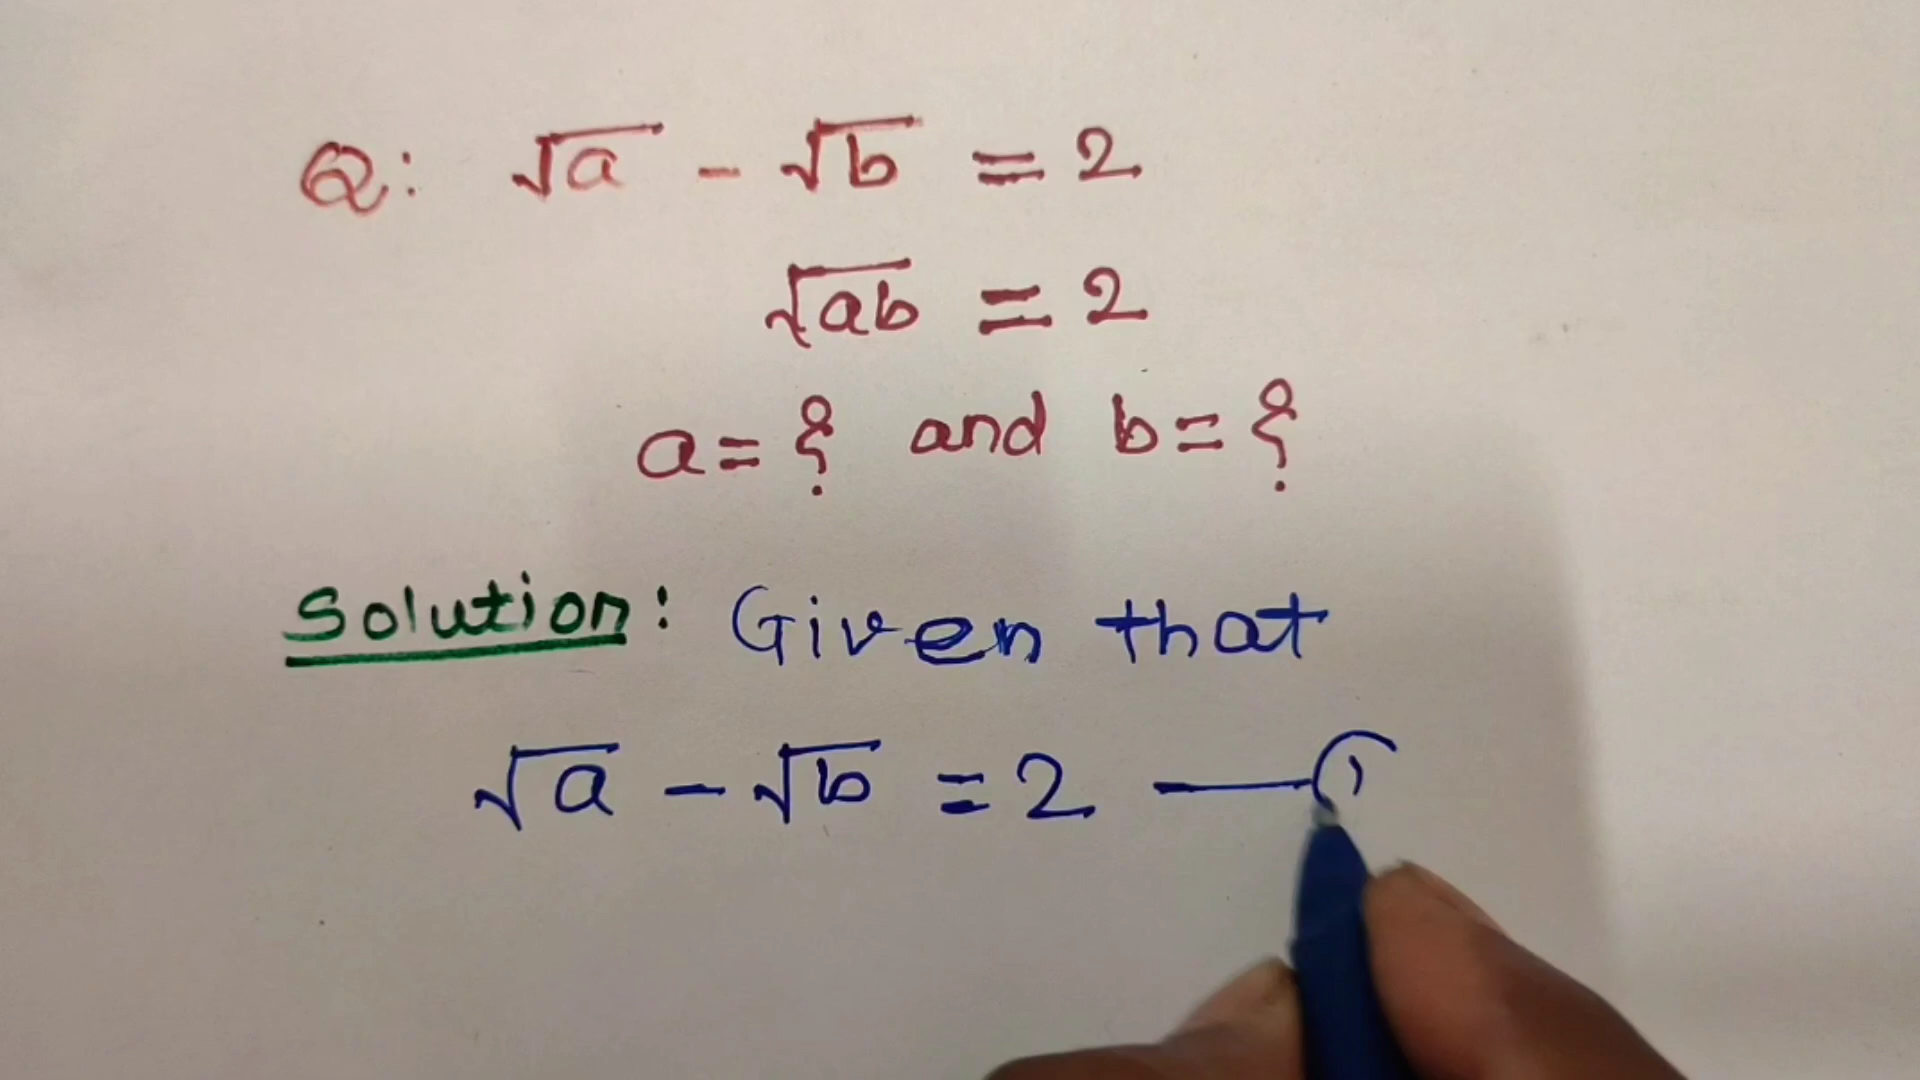 Q: √a - √b = 2
√ab = 2
a = ? and b = ?
Solution: Given that
√a - √b = 2 —(1